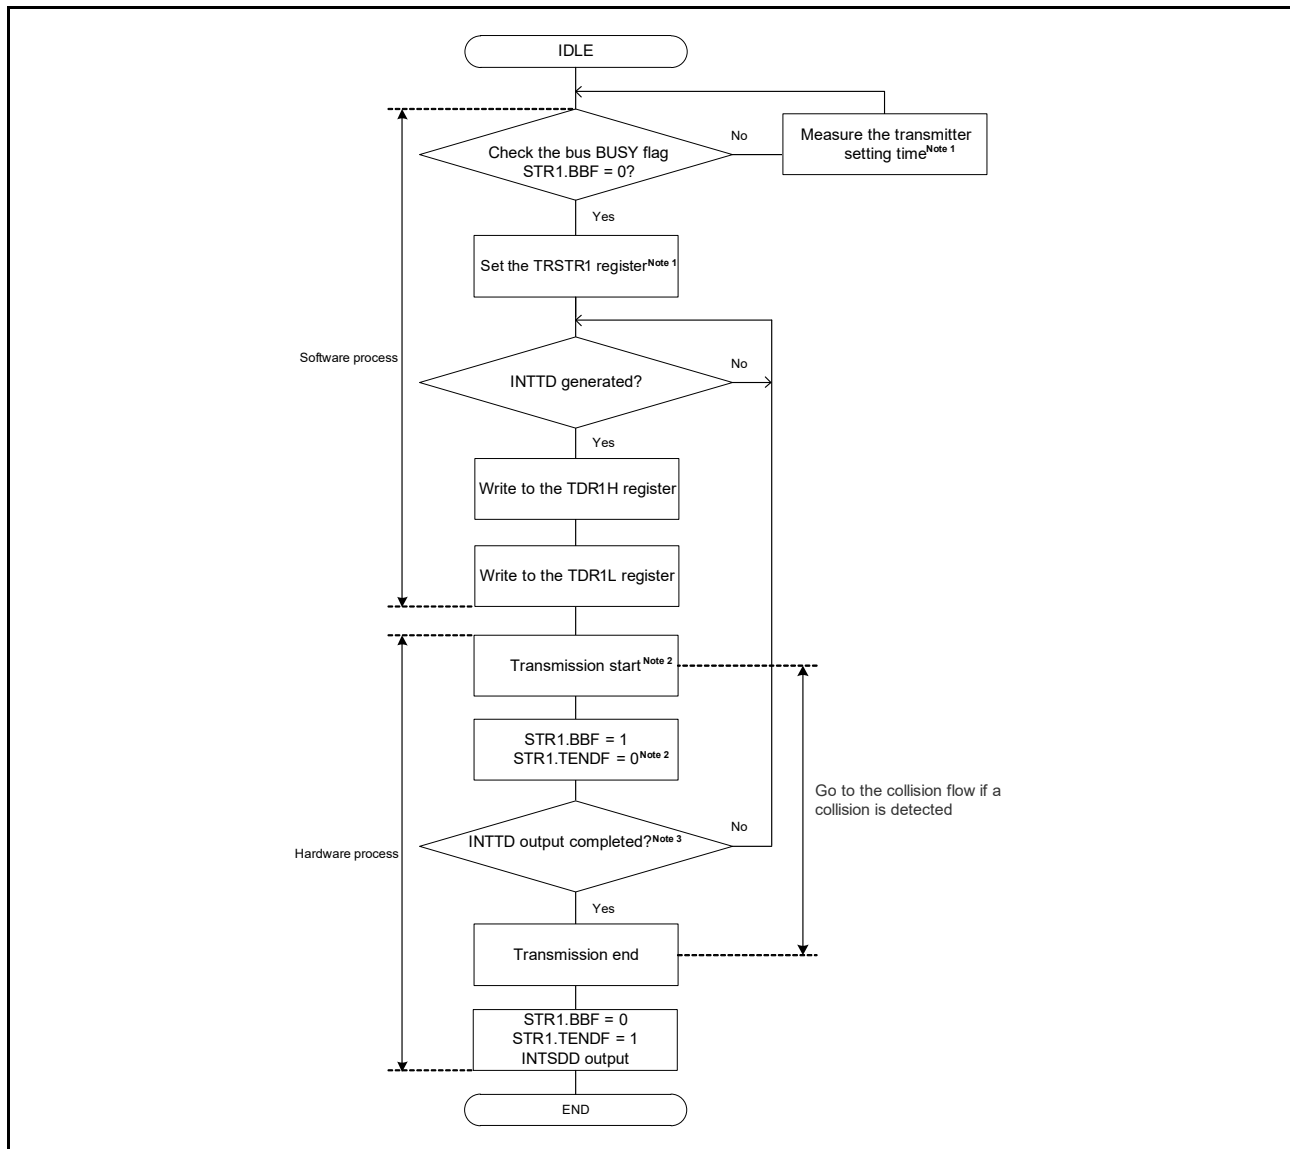 IDLE
Check the bus BUSY flag
STR1.BBF = 0?
No
Measure the transmitter
setting timeNote 1
Yes
Set the TRSTR1 registerNote 1
Software process
INTTD generated?
No
Yes
Write to the TDR1H register
Write to the TDR1L register
Transmission startNote 2
STR1.BBF = 1
STR1.TENDF = 0Note 2
Go to the collision flow if a
collision is detected
INTTD output completed?Note 3
No
Hardware process
Yes
Transmission end
STR1.BBF = 0
STR1.TENDF = 1
INTSDD output
END